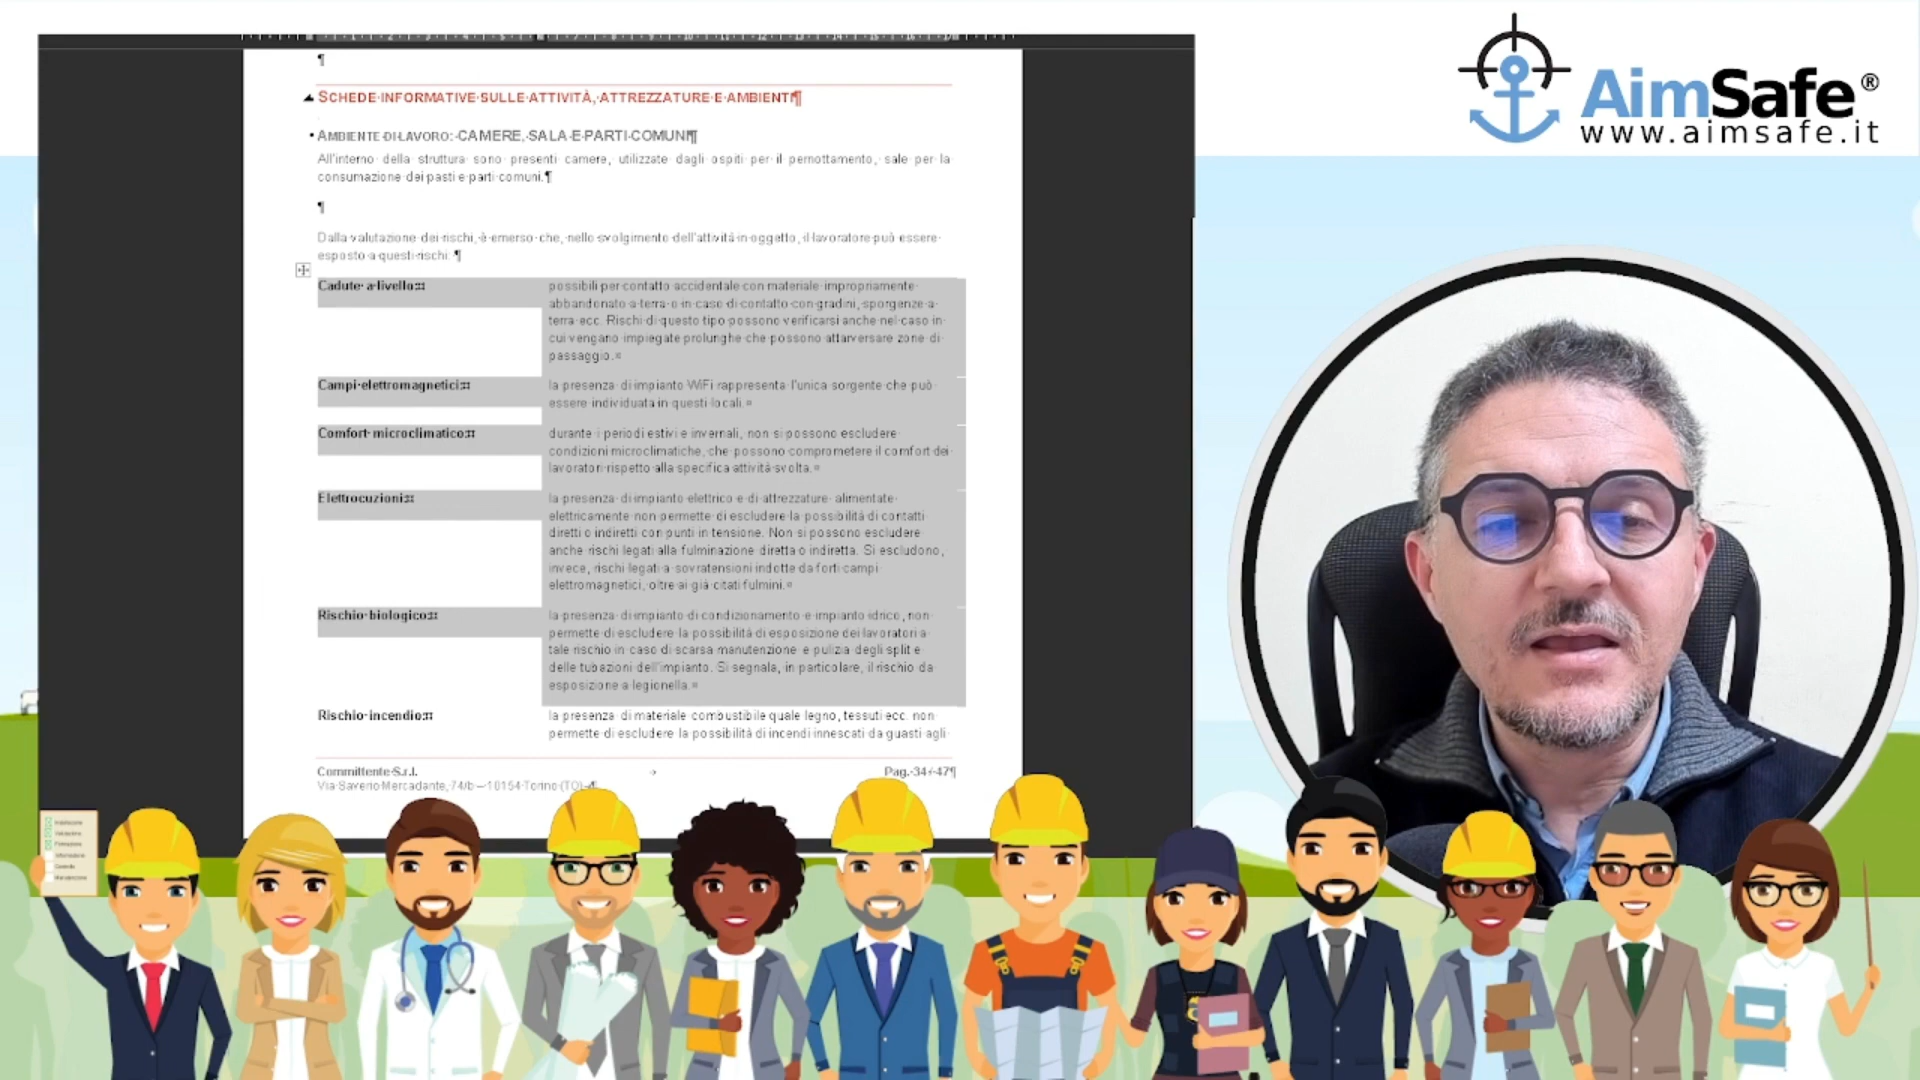 SCHEDE INFORMATIVE SULLE ATTIVITÀ, ATTREZZATURE E AMBIENTI
AMBIENTE DI LAVORO: CAMERE, SALA E PARTI COMUNI
All'interno della struttura sono presenti camere, utilizzate dagli ospiti per il pernottamento, sale per la
consumazione dei pasti e parti comuni.
Dalla valutazione dei rischi, è emerso che, nello svolgimento dell'attività in oggetto, il lavoratore può essere
esposto a questi rischi.
Cadute a livello: possibili per contatto accidentale con materiale impropriamente
abbandonato a terra o in caso di contatto con gradini, sporgenze a
terra ecc. Rischi di questo tipo possono verificarsi anche nel caso in
cui vengano impiegate prolunghe che possono attarversare zone di
passaggio.
Campi elettromagnetici: la presenza di impianto WiFi rappresenta l'unica sorgente che può
essere individuata in questi locali.
Comfort microclimatico: durante i periodi estivi e invernali, non si possono escludere
condizioni microclimatiche, che possono comprometere il comfort dei
lavoratori rispetto alla specifica attività svolta.
Elettrocuzioni: la presenza di impianto elettrico e di attrezzature alimentate
elettricamente non permette di escludere la possibilità di contatti
diretti o indiretti con punti in tensione. Non si possono escludere
anche rischi legati alla fulminazione diretta o indiretta. Si escludono,
invece, rischi legati a sovratensioni indotte da forti campi
elettromagnetici, oltre ai già citati fulmini.
Rischio biologico: la presenza di impianto di condizionamento e impianto idrico, non
permette di escludere la possibilità di esposizione dei lavoratori a
tale rischio in caso di scarsa manutenzione e pulizia degli split e
delle tubazioni dell'impianto. Si segnala, in particolare, il rischio da
esposizione a legionella.
Rischio incendio: la presenza di materiale combustibile quale legno, tessuti ecc. non
permette di escludere la possibilità di incendi innescati da guasti agli
Committente S.r.l. Pag. 34 / 47
Via Saverio Mercadante, 74/b – 10154 Torino (TO)
AimSafe®
www.aimsafe.it